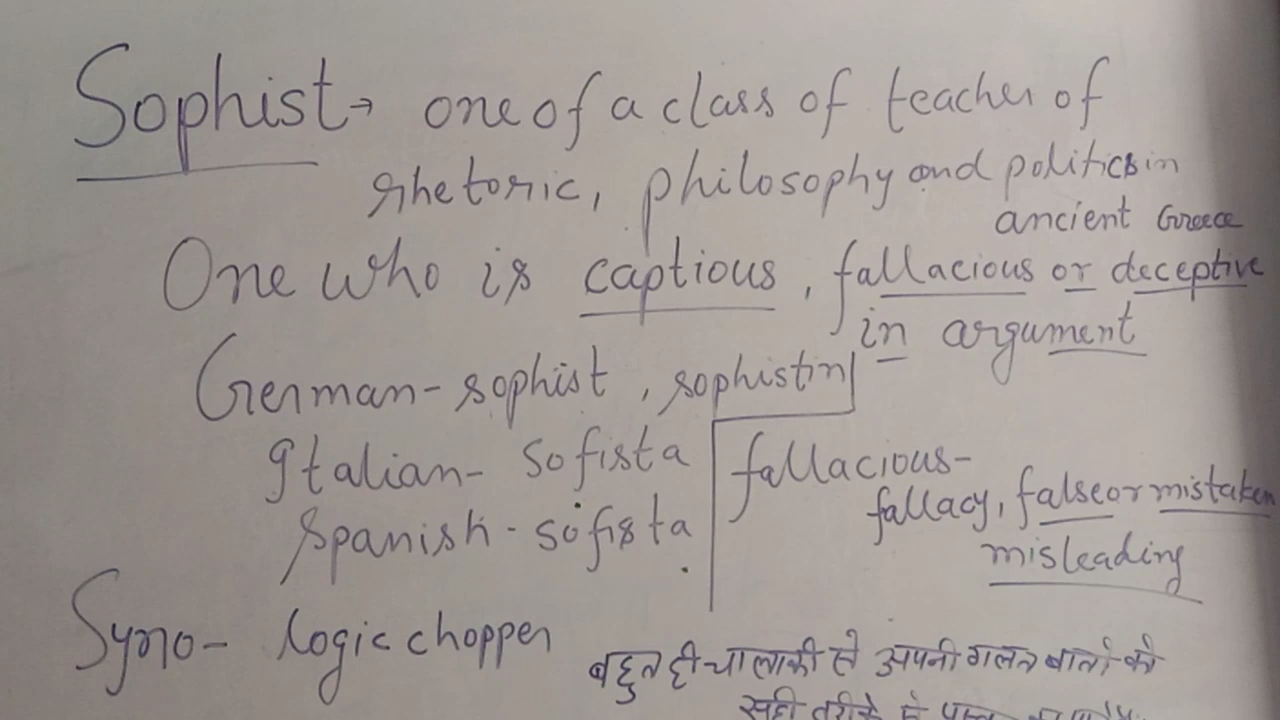 Sophist → one of a class of teacher of
rhetoric, philosophy and politics in
ancient Greece
One who is captious, fallacious or deceptive
in argument
German - sophist, sophistin
Italian - sofista
Spanish - sofista
fallacious -
fallacy, false or mistaken
misleading
Syno - logic chopper
बहुत ही चालाकी से अपनी गलत बातों को
सही तरीके से